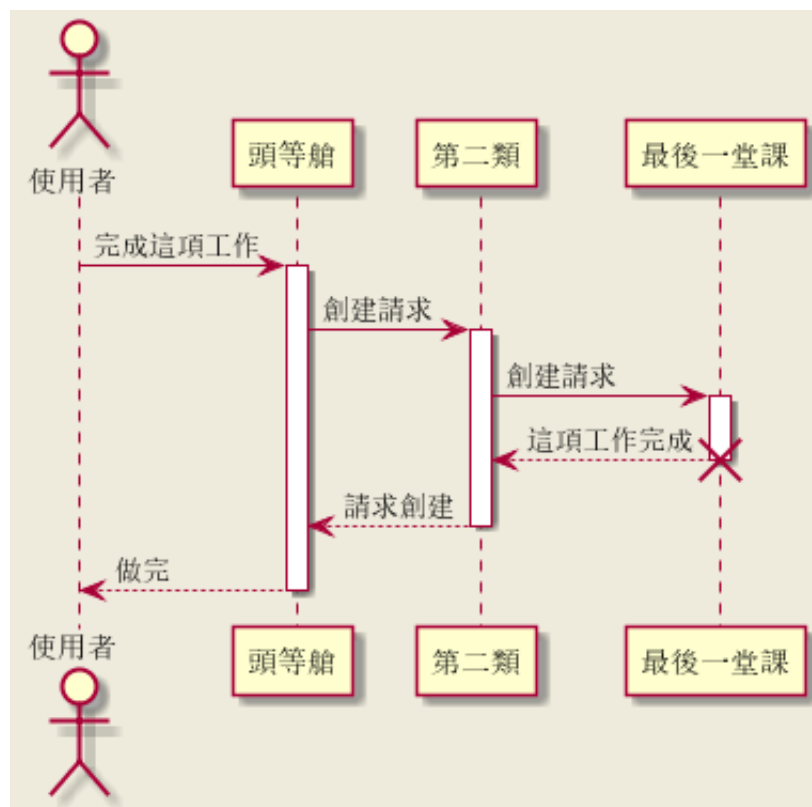 使用者
頭等艙
第二類
最後一堂課
完成這項工作
創建請求
創建請求
這項工作完成
請求創建
做完
使用者
頭等艙
第二類
最後一堂課